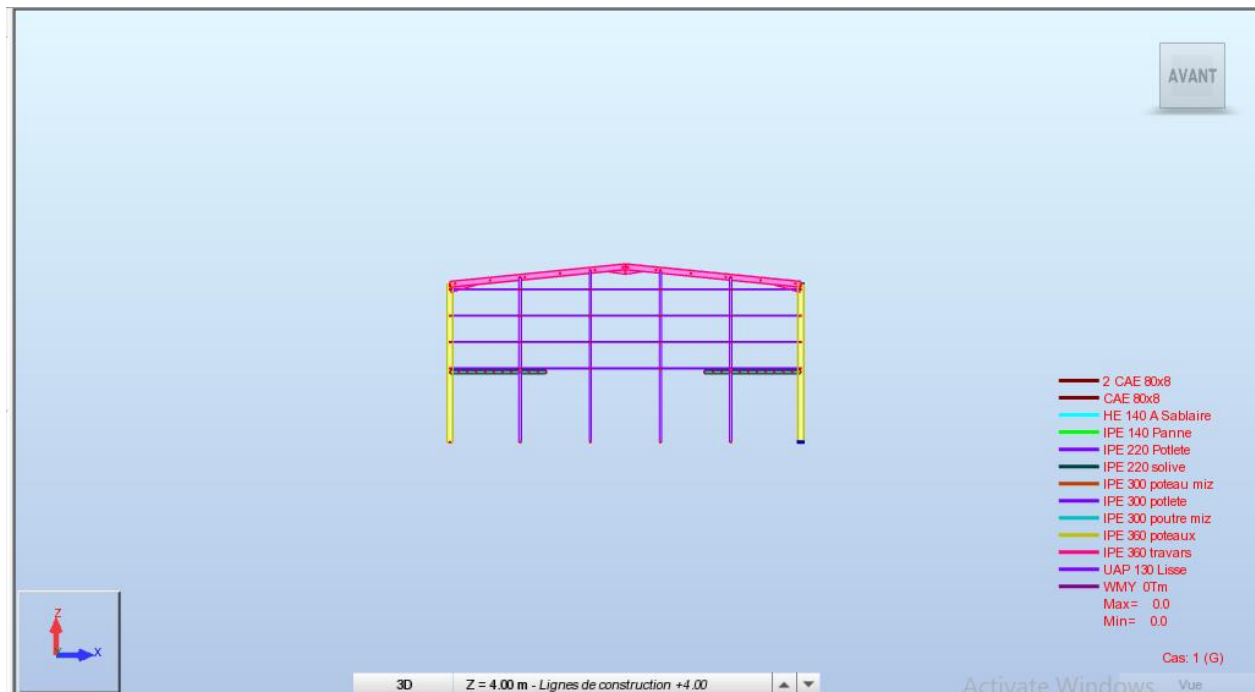 AVANT
2 CAE 80x8
CAE 80x8
HE 140 A Sablaire
IPE 140 Panne
IPE 220 Potlete
IPE 220 solive
IPE 300 poteau miz
IPE 300 potlete
IPE 300 poutre miz
IPE 360 poteaux
IPE 360 travars
UAP 130 Lisse
WMY 0Tm
Max= 0.0
Min= 0.0
Cas: 1 (G)
Z
X
3D Z = 4.00 m - Lignes de construction +4.00
Activate Windows Vue